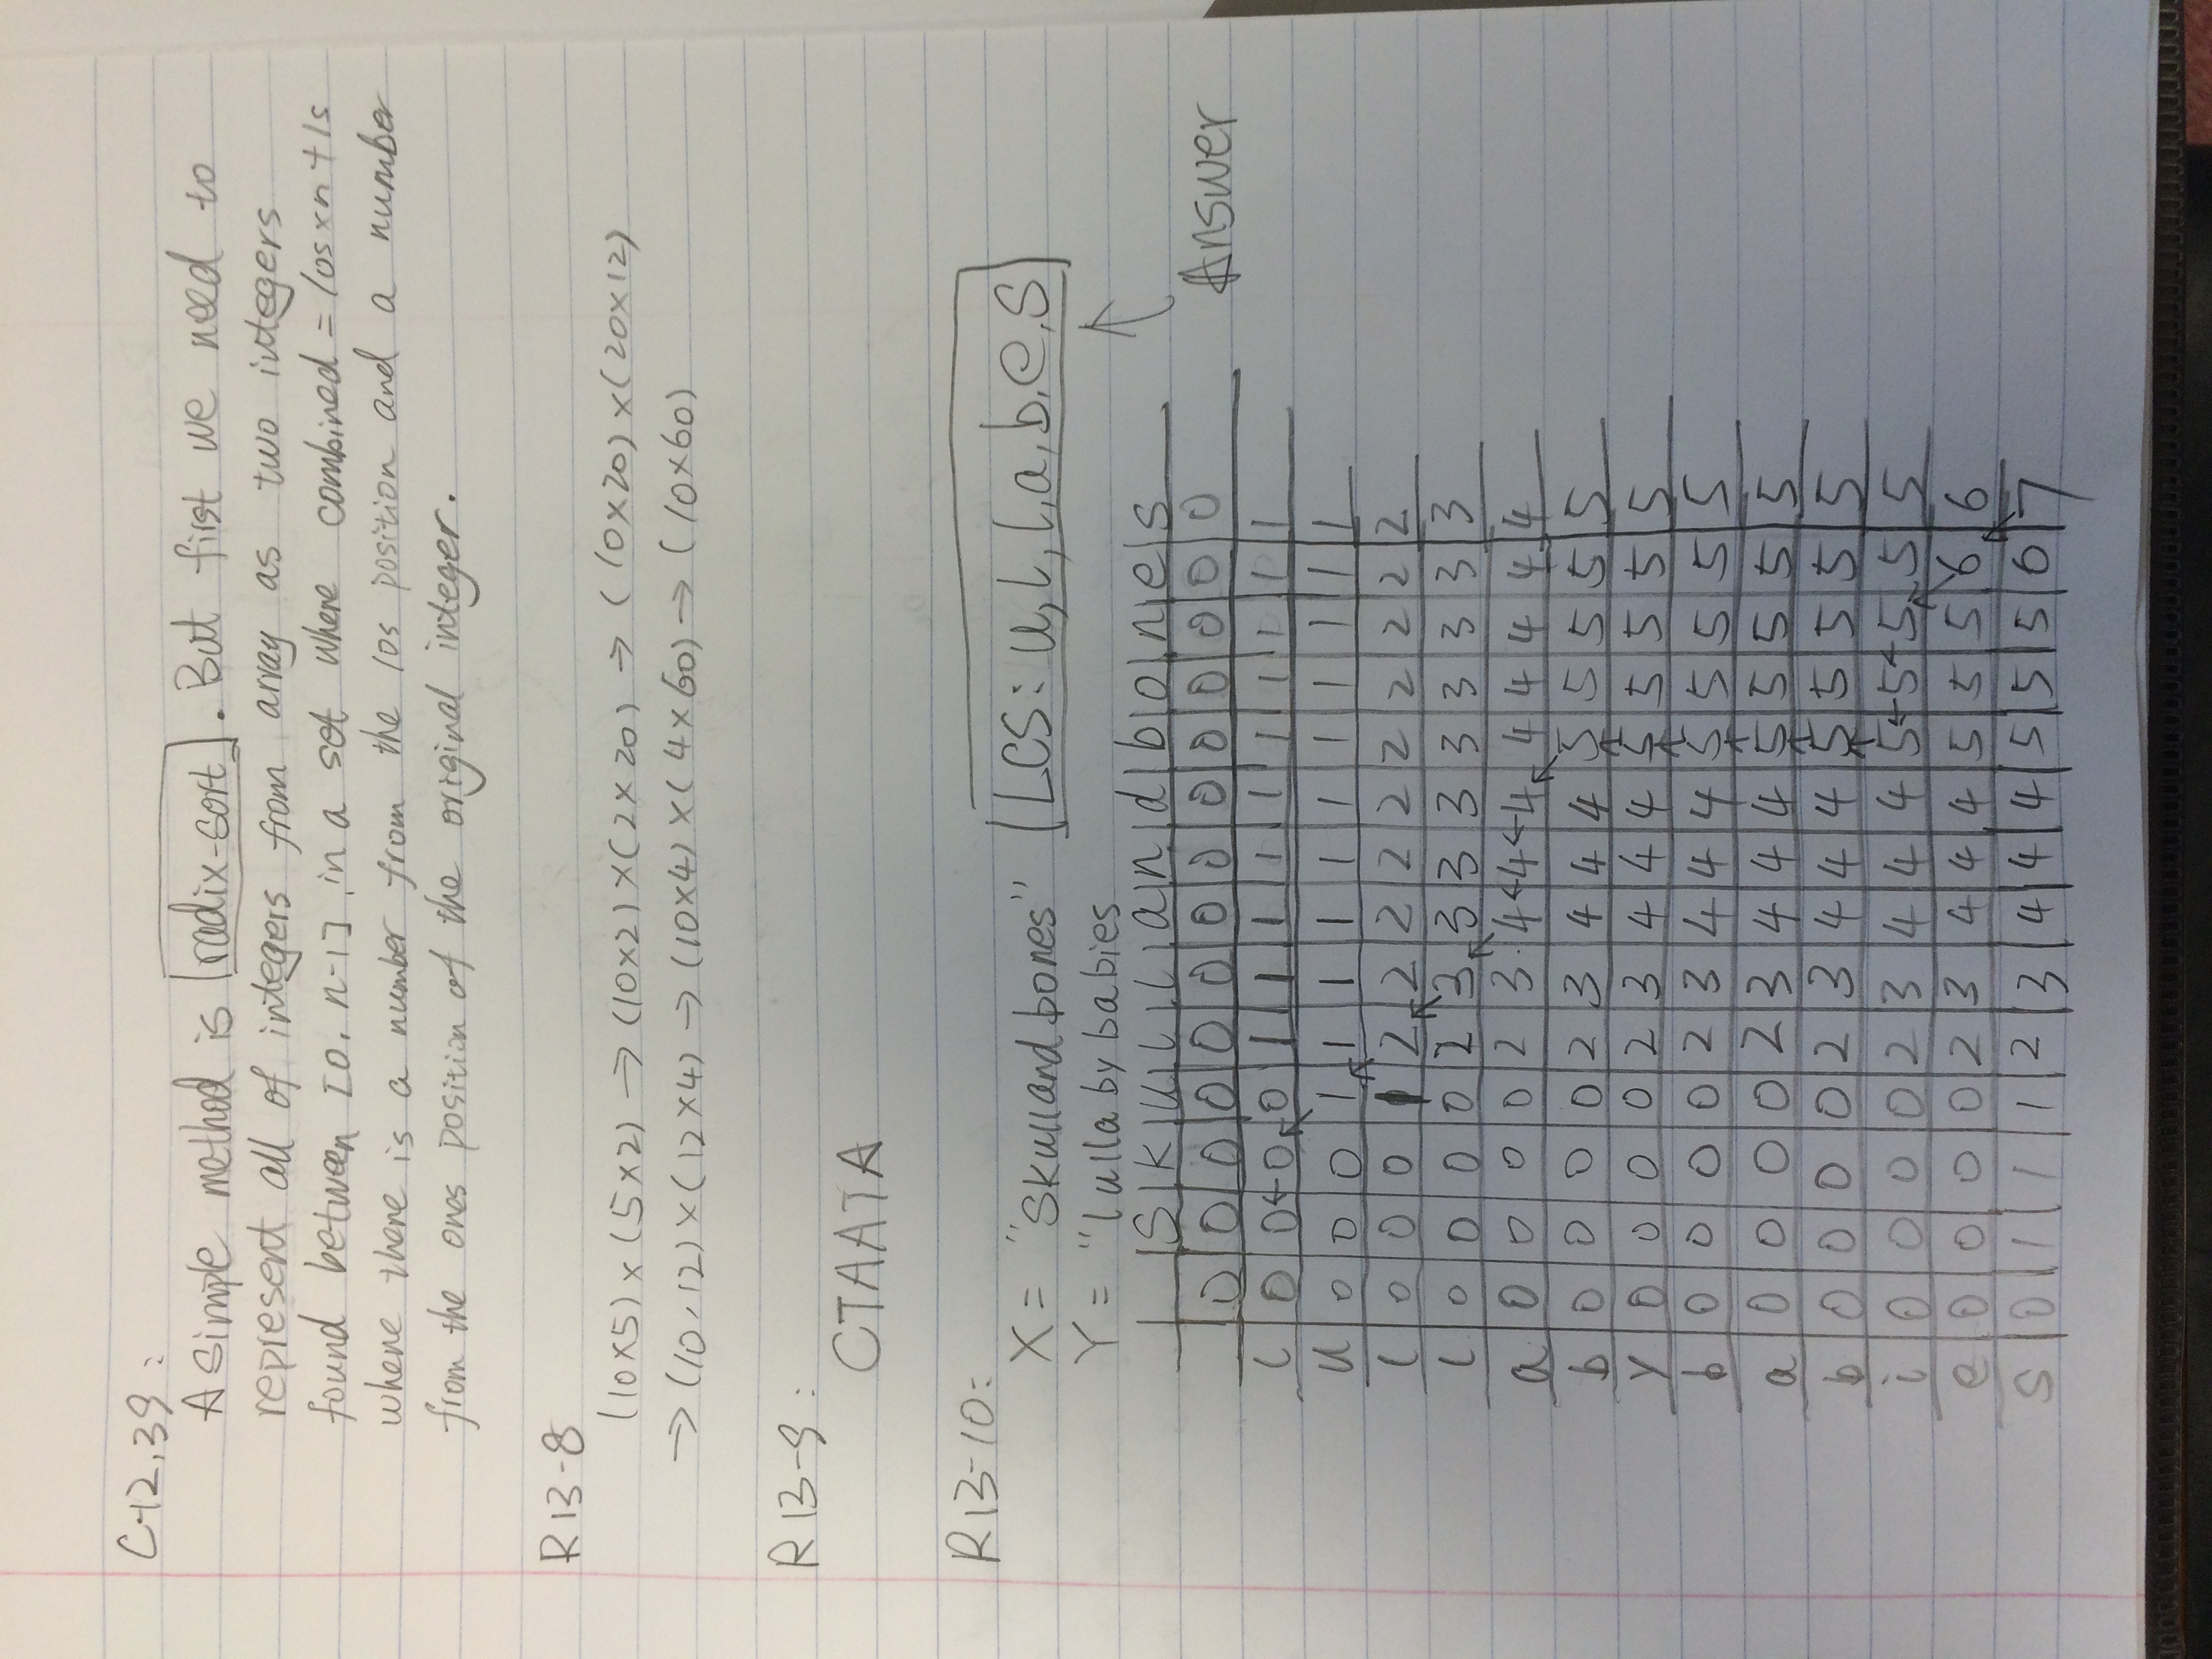 C-12,39:
A simple method is radix-sort. But first we need to
represent all of integers from array as two integers
found between [0, n-1], in a set where combined = 10s×n+1s
where there is a number from the 10s position and a number
from the ones position of the original integer.
R13-8
(10×5)×(5×2) → (10×2)×(2×20) → (10×20)×(20×12)
→ (10,12)×(12×4) → (10×4)×(4×60) → (10×60)
R13-9:
CTAATA
R13-10:
X = "skullandbones" LCS: u,l,l,a,b,e,s
Y = "lullabybabies
Answer
s k u l l a n d b o n e s
0 0 0 0 0 0 0 0 0 0 0 0 0 0
l 0 0←0 0 1 1 1 1 1 1 1 1 1 1
u 0 0 0 1 1 1 1 1 1 1 1 1 1 1
l 0 0 0 1 2 2 2 2 2 2 2 2 2 2
l 0 0 0 0 2 3 3 3 3 3 3 3 3 3
a 0 0 0 0 2 3 4←4←4 4 4 4 4 4
b 0 0 0 0 2 3 4 4 4 5 5 5 5 5
y 0 0 0 0 2 3 4 4 4 5 5 5 5 5
b 0 0 0 0 2 3 4 4 4 5 5 5 5 5
a 0 0 0 0 2 3 4 4 4 5 5 5 5 5
b 0 0 0 0 2 3 4 4 4 5 5 5 5 5
i 0 0 0 0 2 3 4 4 4 5←5←5 5 5
e 0 0 0 0 2 3 4 4 4 5 5 5 6 6
s 0 1 1 1 2 3 4 4 4 5 5 5 6 7